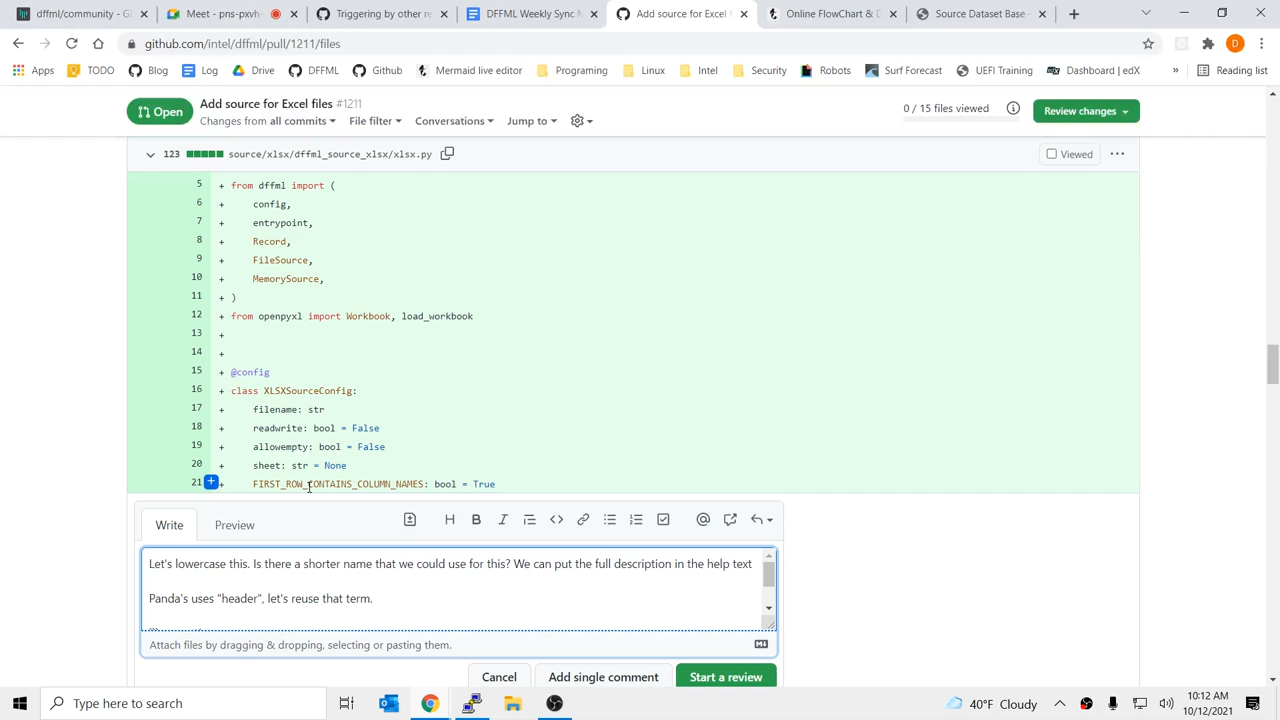 dffml/community - Gi
Meet - pns-pxvh-
Triggering by other re
DFFML Weekly Sync M
Add source for Excel f
Online FlowChart & D
Source Dataset Base -
github.com/intel/dffml/pull/1211/files
Apps
TODO
Blog
Log
Drive
DFFML
Github
Mermaid live editor
Programing
Linux
Intel
Security
Robots
Surf Forecast
UEFI Training
Dashboard | edX
»
Reading list
Open
Add source for Excel files #1211
Changes from all commits
File filter
Conversations
Jump to
0 / 15 files viewed
Review changes
123 source/xlsx/dffml_source_xlsx/xlsx.py
Viewed
5 + from dffml import (
6 + config,
7 + entrypoint,
8 + Record,
9 + FileSource,
10 + MemorySource,
11 + )
12 + from openpyxl import Workbook, load_workbook
13 +
14 +
15 + @config
16 + class XLSXSourceConfig:
17 + filename: str
18 + readwrite: bool = False
19 + allowempty: bool = False
20 + sheet: str = None
21 + FIRST_ROW_CONTAINS_COLUMN_NAMES: bool = True
Write
Preview
Let's lowercase this. Is there a shorter name that we could use for this? We can put the full description in the help text
Panda's uses "header", let's reuse that term.
Attach files by dragging & dropping, selecting or pasting them.
Cancel
Add single comment
Start a review
Type here to search
40°F Cloudy
10:12 AM
10/12/2021